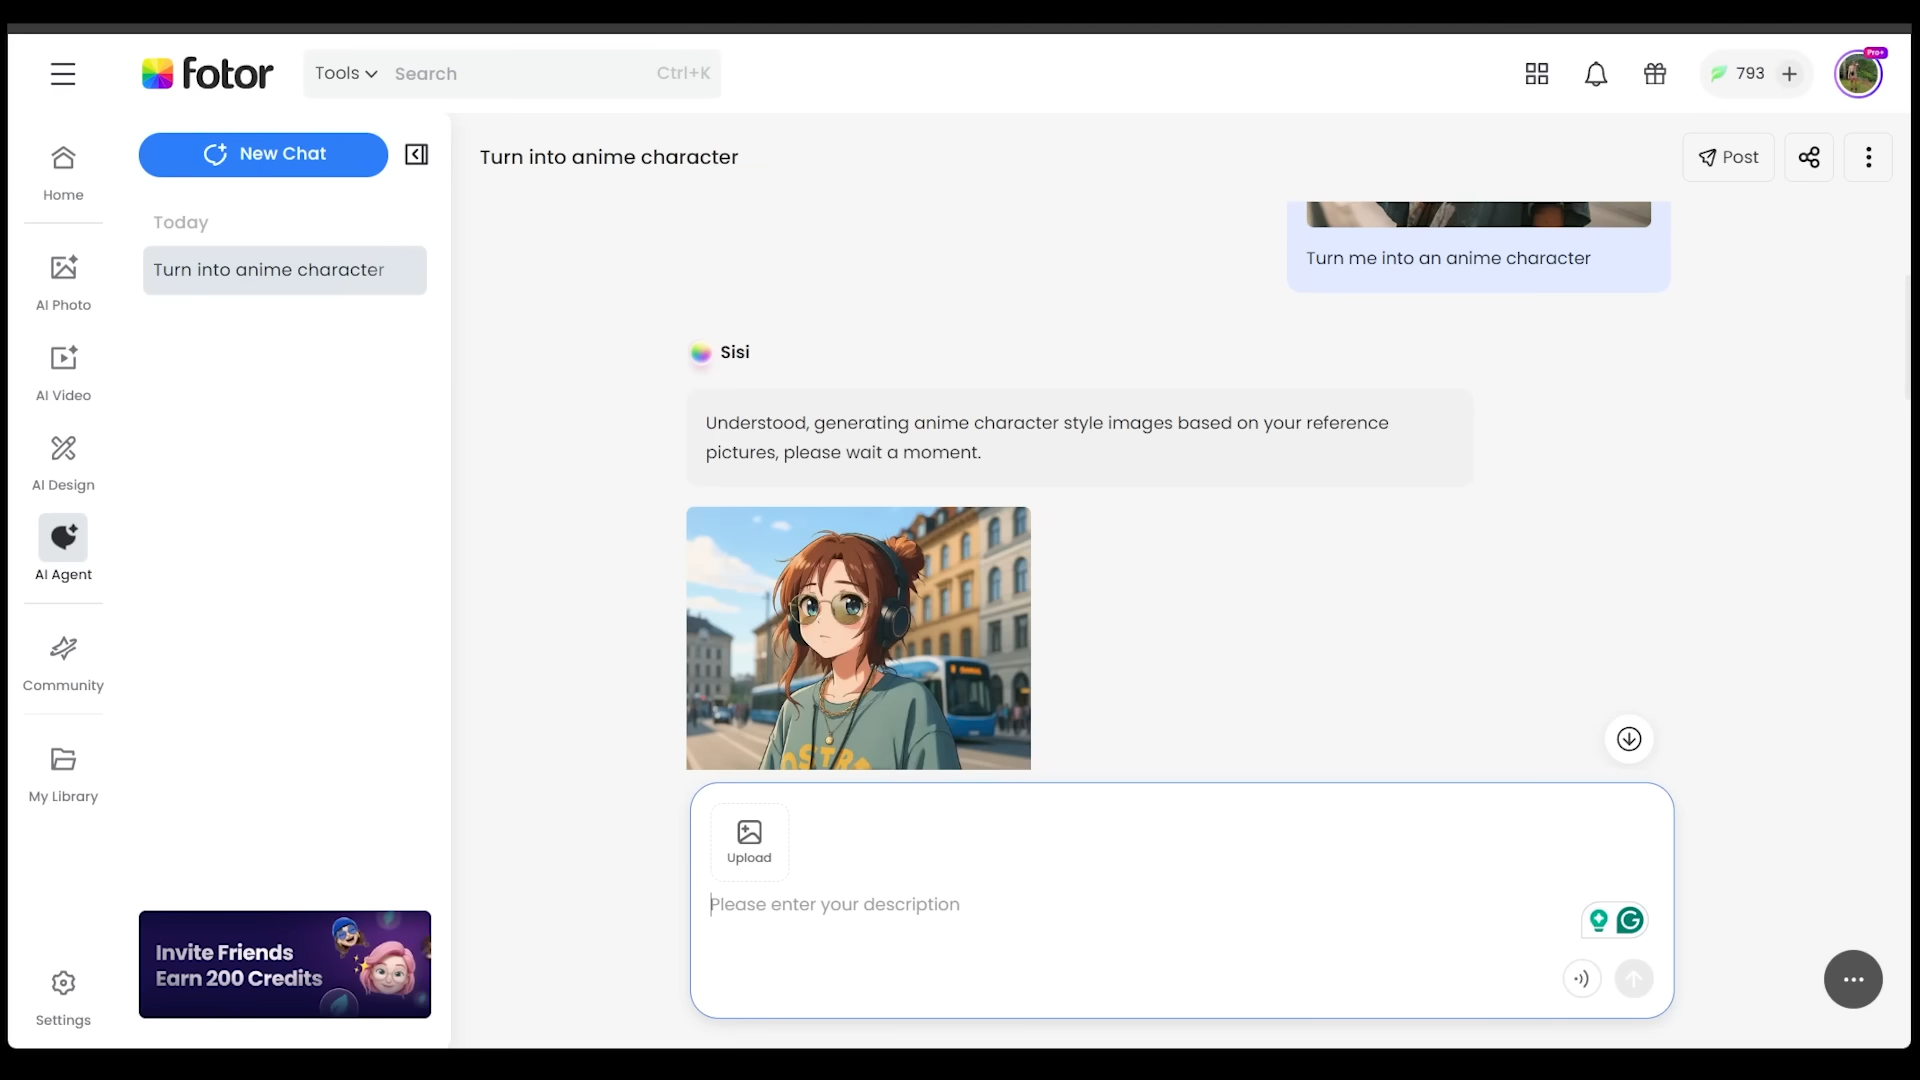 fotor
Tools
Search
Ctrl+K
793
Pro+
Home
AI Photo
AI Video
AI Design
AI Agent
Community
My Library
Settings
New Chat
Today
Turn into anime character
Invite Friends
Earn 200 Credits
Turn into anime character
Post
Turn me into an anime character
Sisi
Understood, generating anime character style images based on your reference
pictures, please wait a moment.
OSTR
Upload
Please enter your description